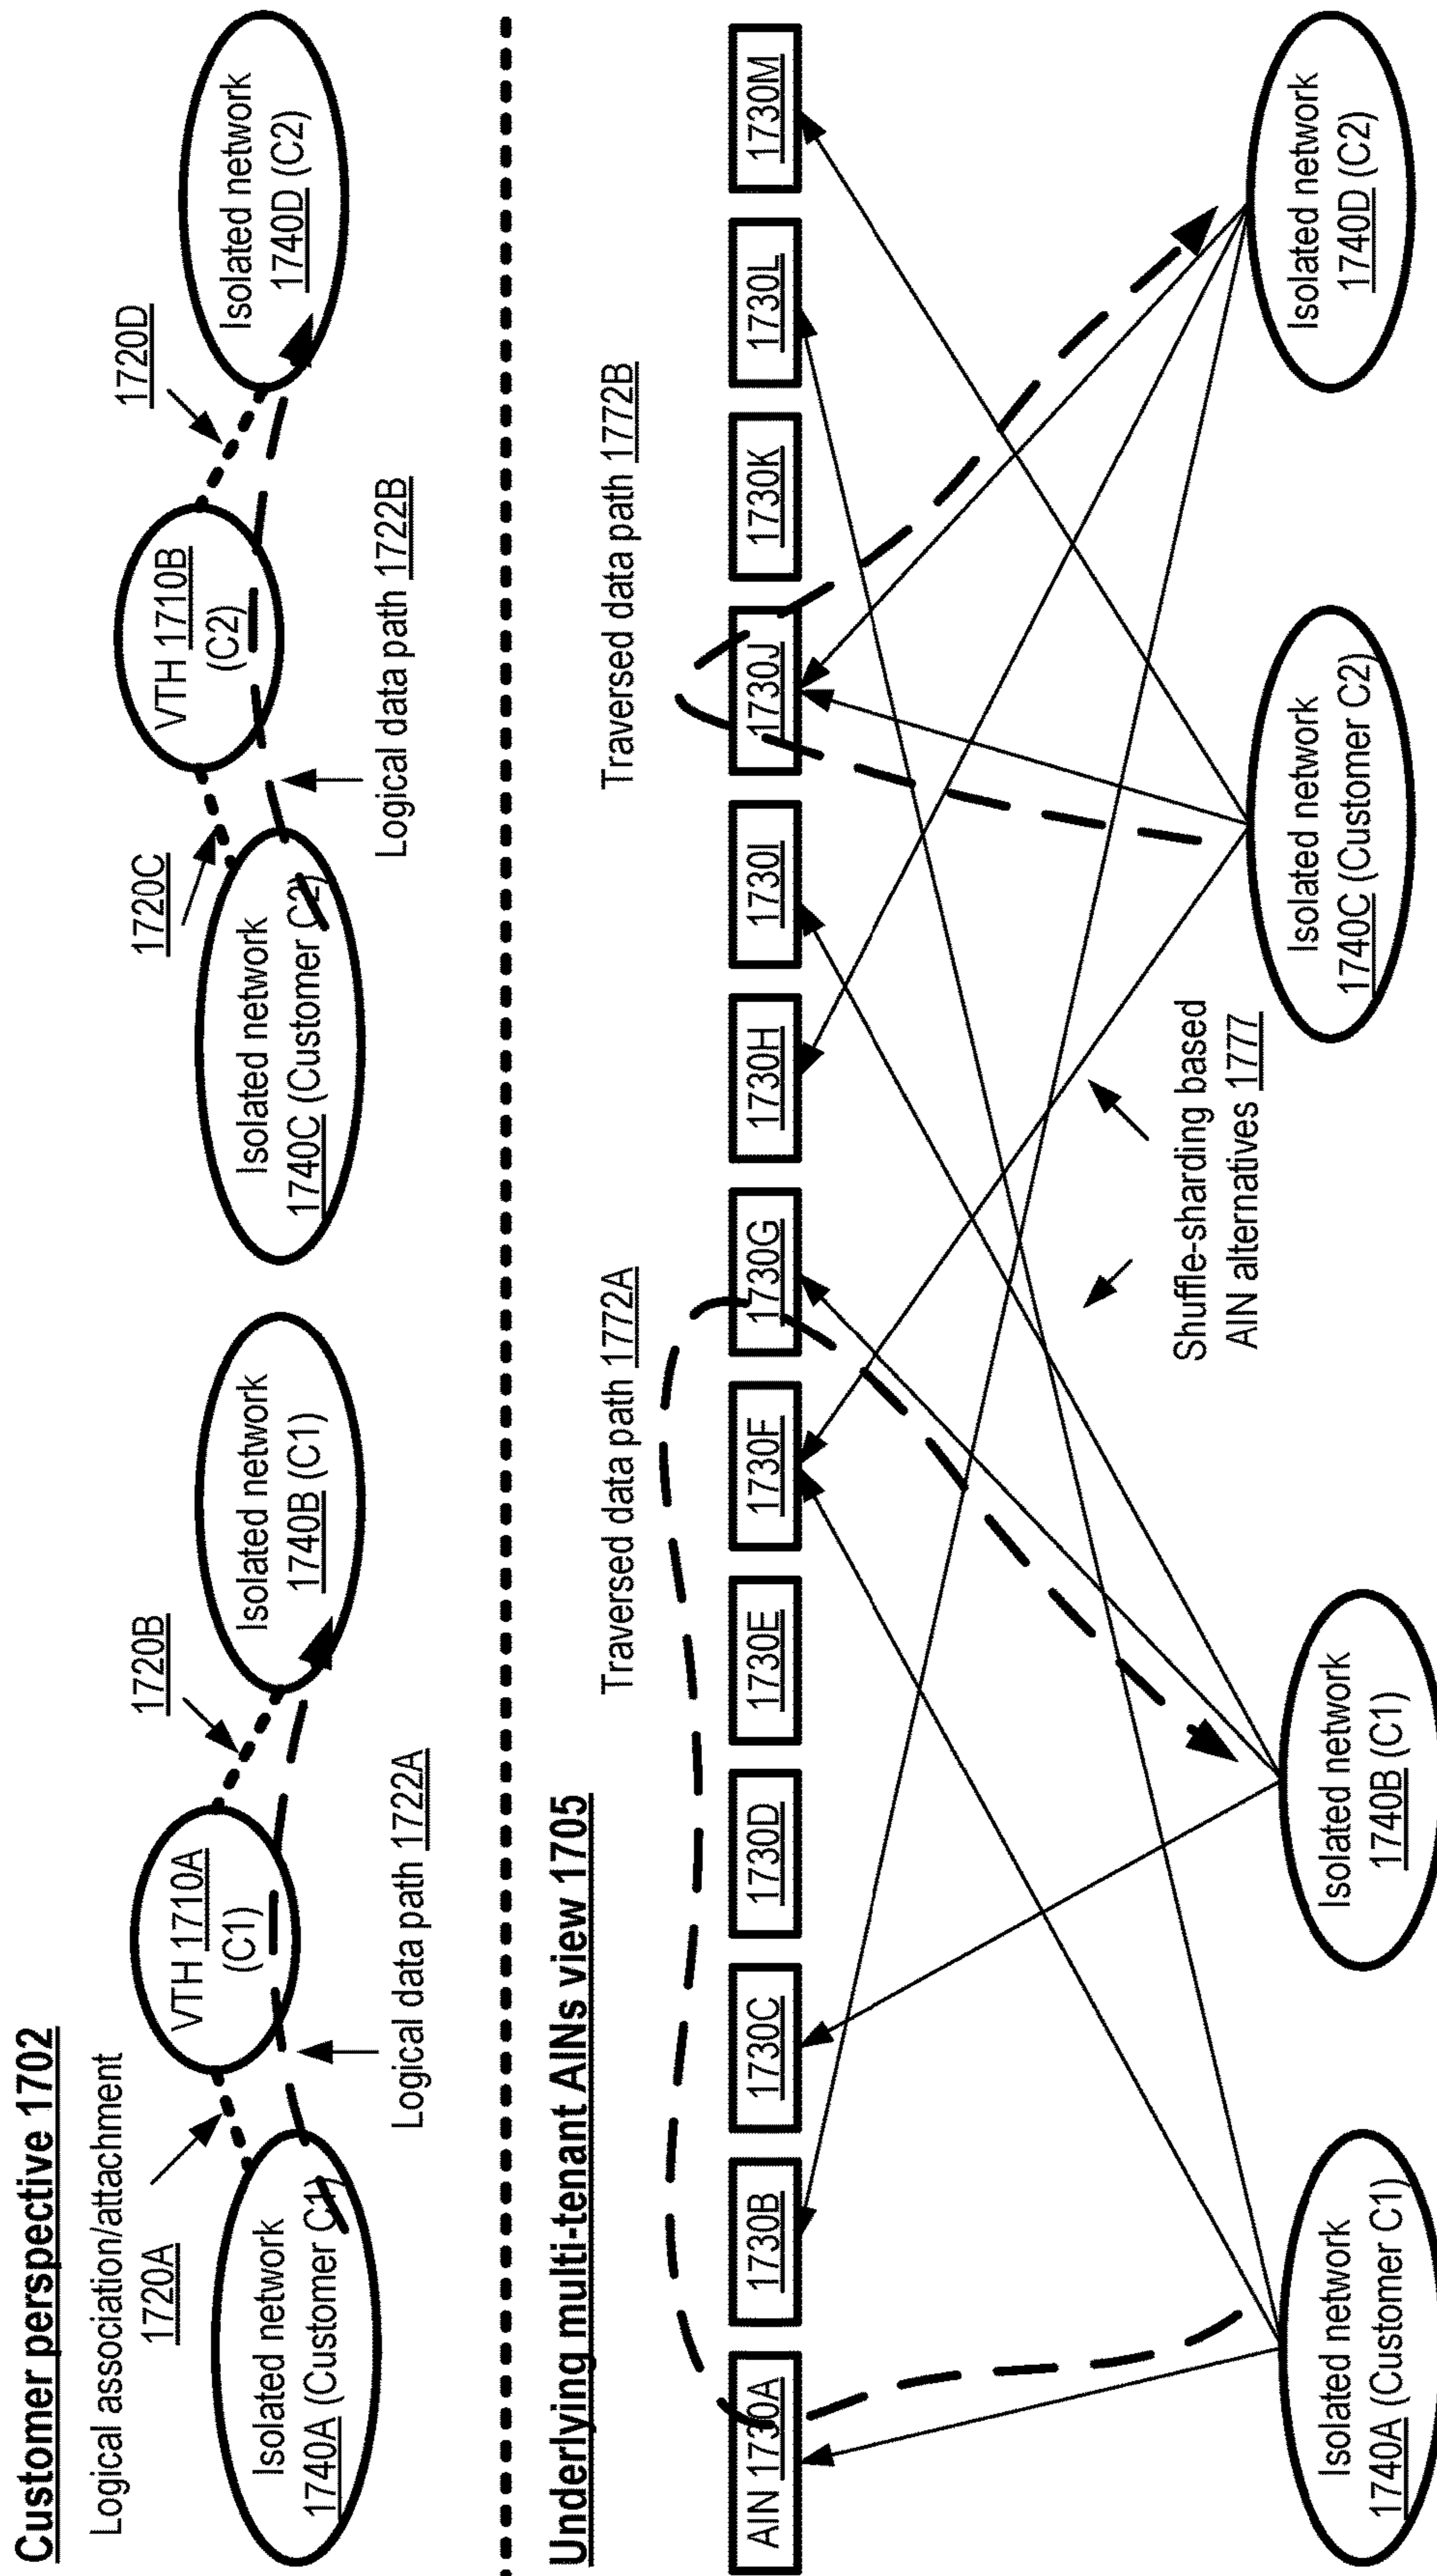 Customer perspective 1702
Logical association/attachment
1720A
Isolated network
1740A (Customer C1)
VTH 1710A
(C1)
1720B
Isolated network
1740B (C1)
Logical data path 1722A
Isolated network
1740C (Customer C2)
1720C
VTH 1710B
(C2)
1720D
Isolated network
1740D (C2)
Logical data path 1722B
Underlying multi-tenant AINs view 1705
Traversed data path 1772A
Traversed data path 1772B
AIN 1730A
1730B
1730C
1730D
1730E
1730F
1730G
1730H
1730I
1730J
1730K
1730L
1730M
Shuffle-sharding based
AIN alternatives 1777
Isolated network
1740A (Customer C1)
Isolated network
1740B (C1)
Isolated network
1740C (Customer C2)
Isolated network
1740D (C2)